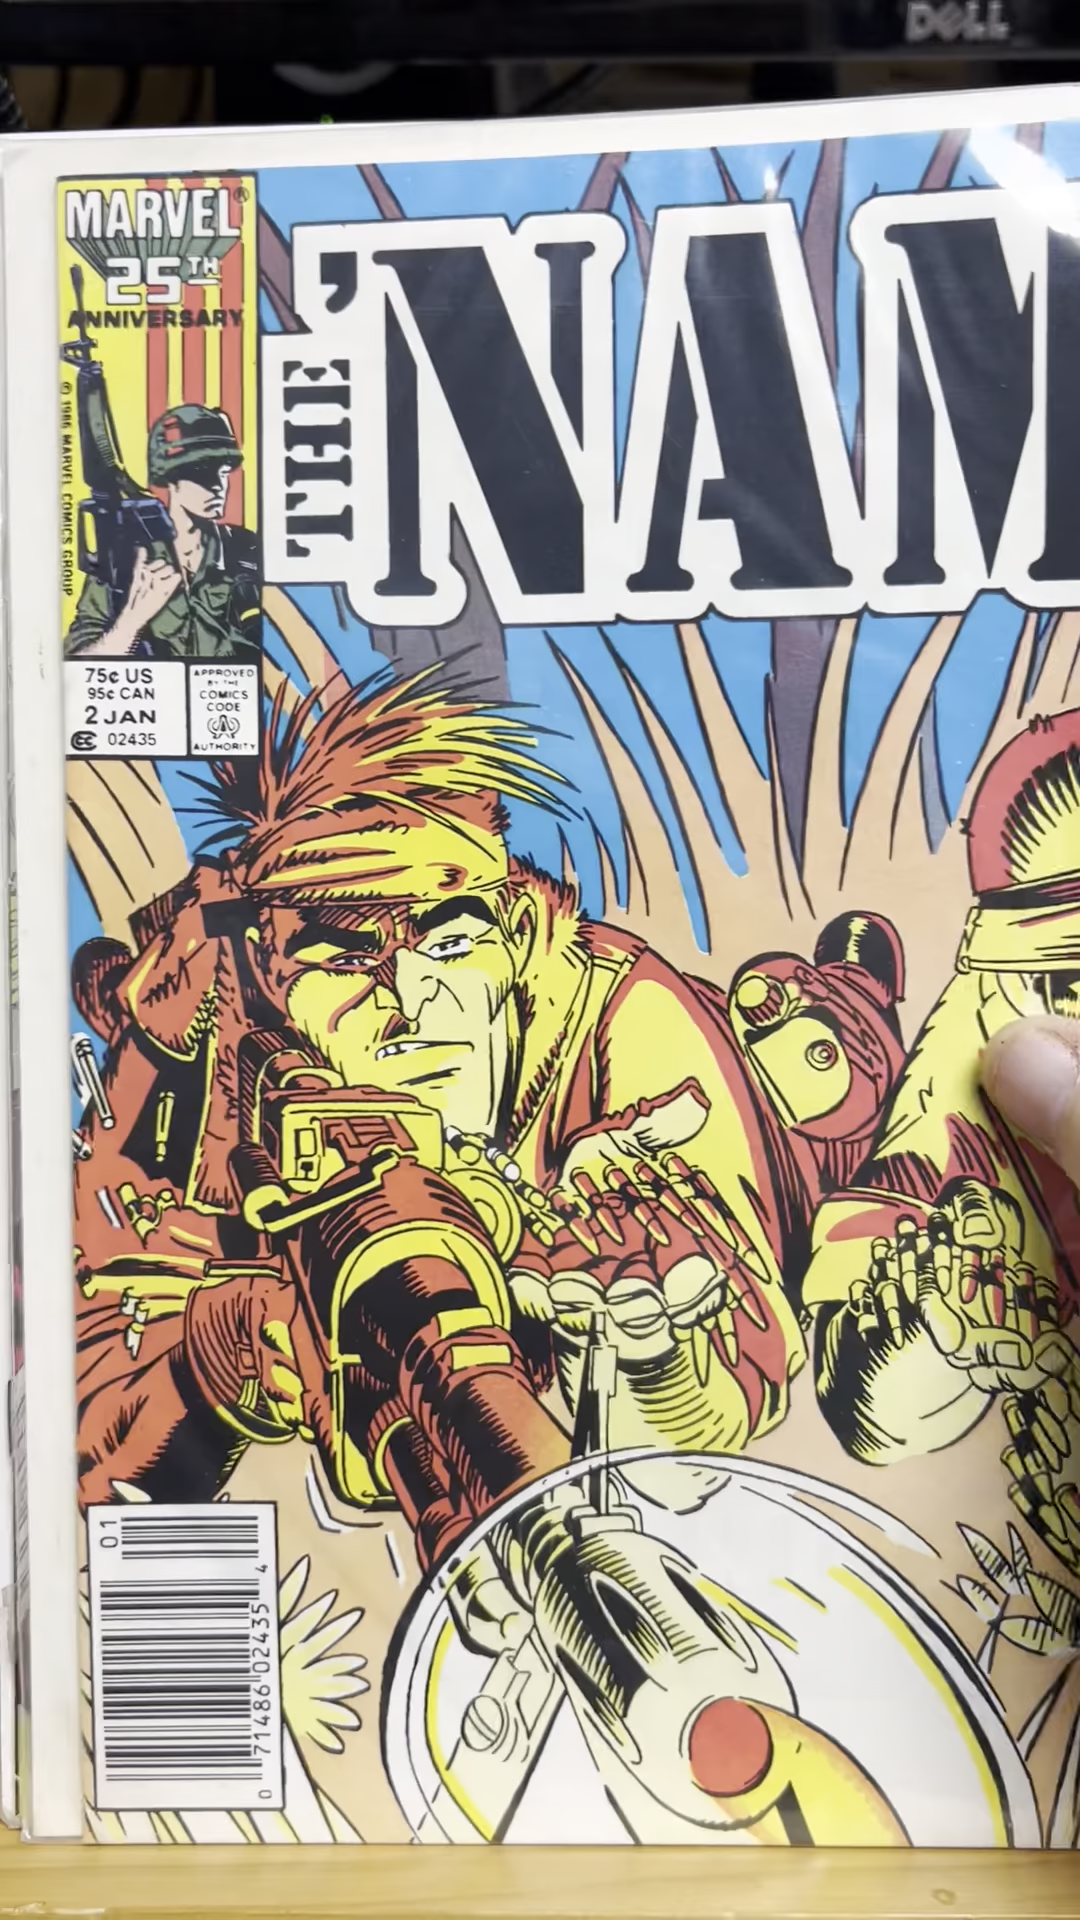 DELL
MARVEL®
25TH
ANNIVERSARY
© 1986 MARVEL COMICS GROUP
THE 'NAM
75¢ US
95¢ CAN
2 JAN
CC 02435
APPROVED
BY THE
COMICS
CODE
AUTHORITY
01
0 71486 02435 4